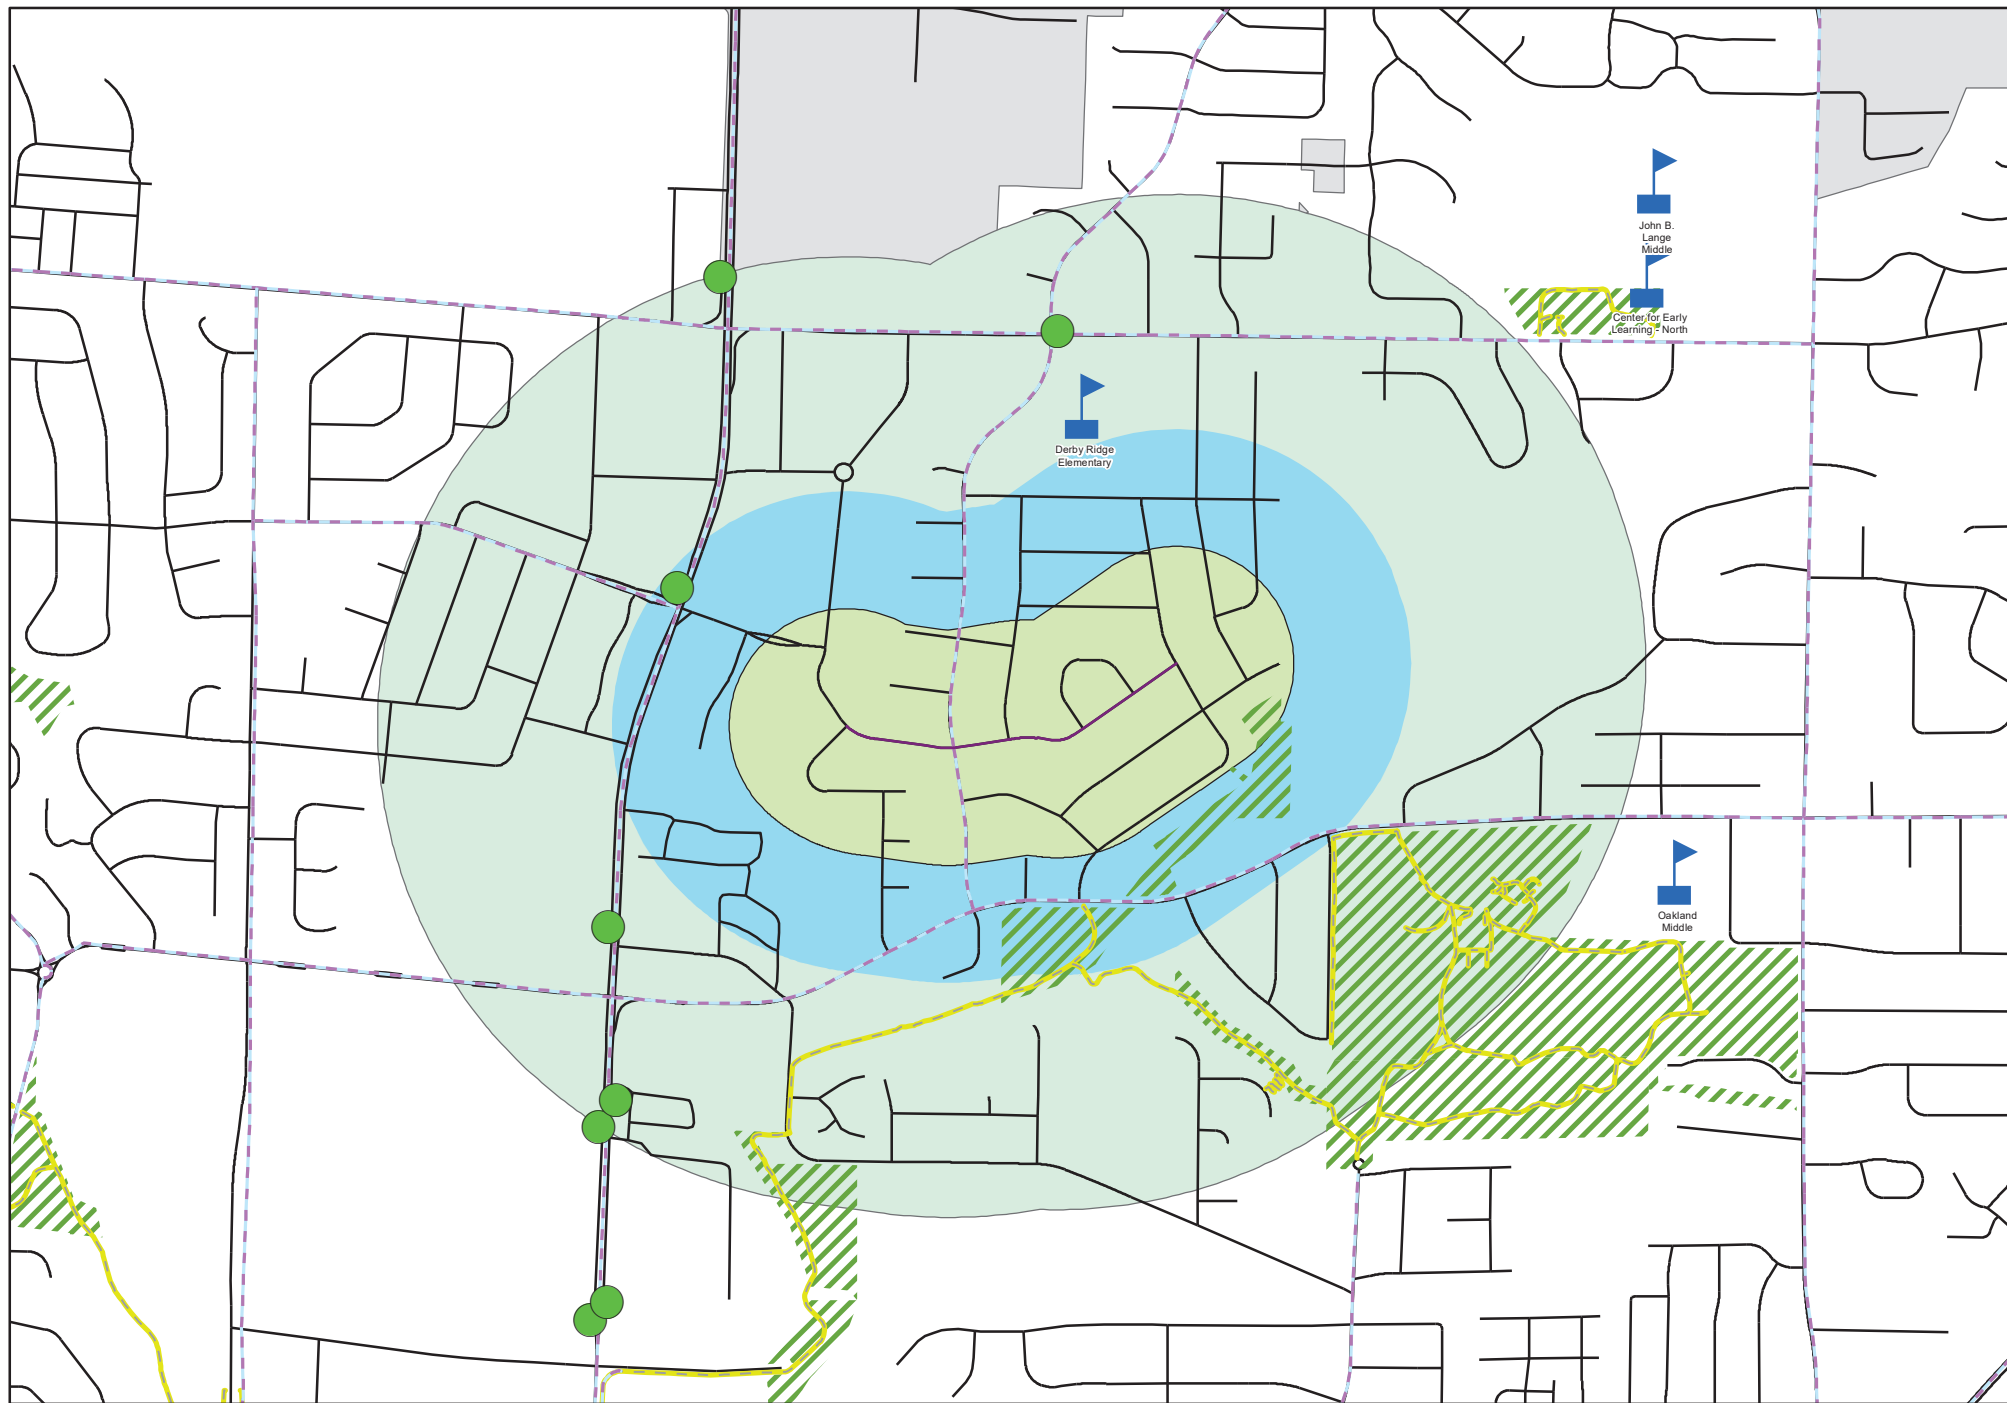 John B.
Lange
Middle
Center for Early
Learning - North
Derby Ridge
Elementary
Oakland
Middle